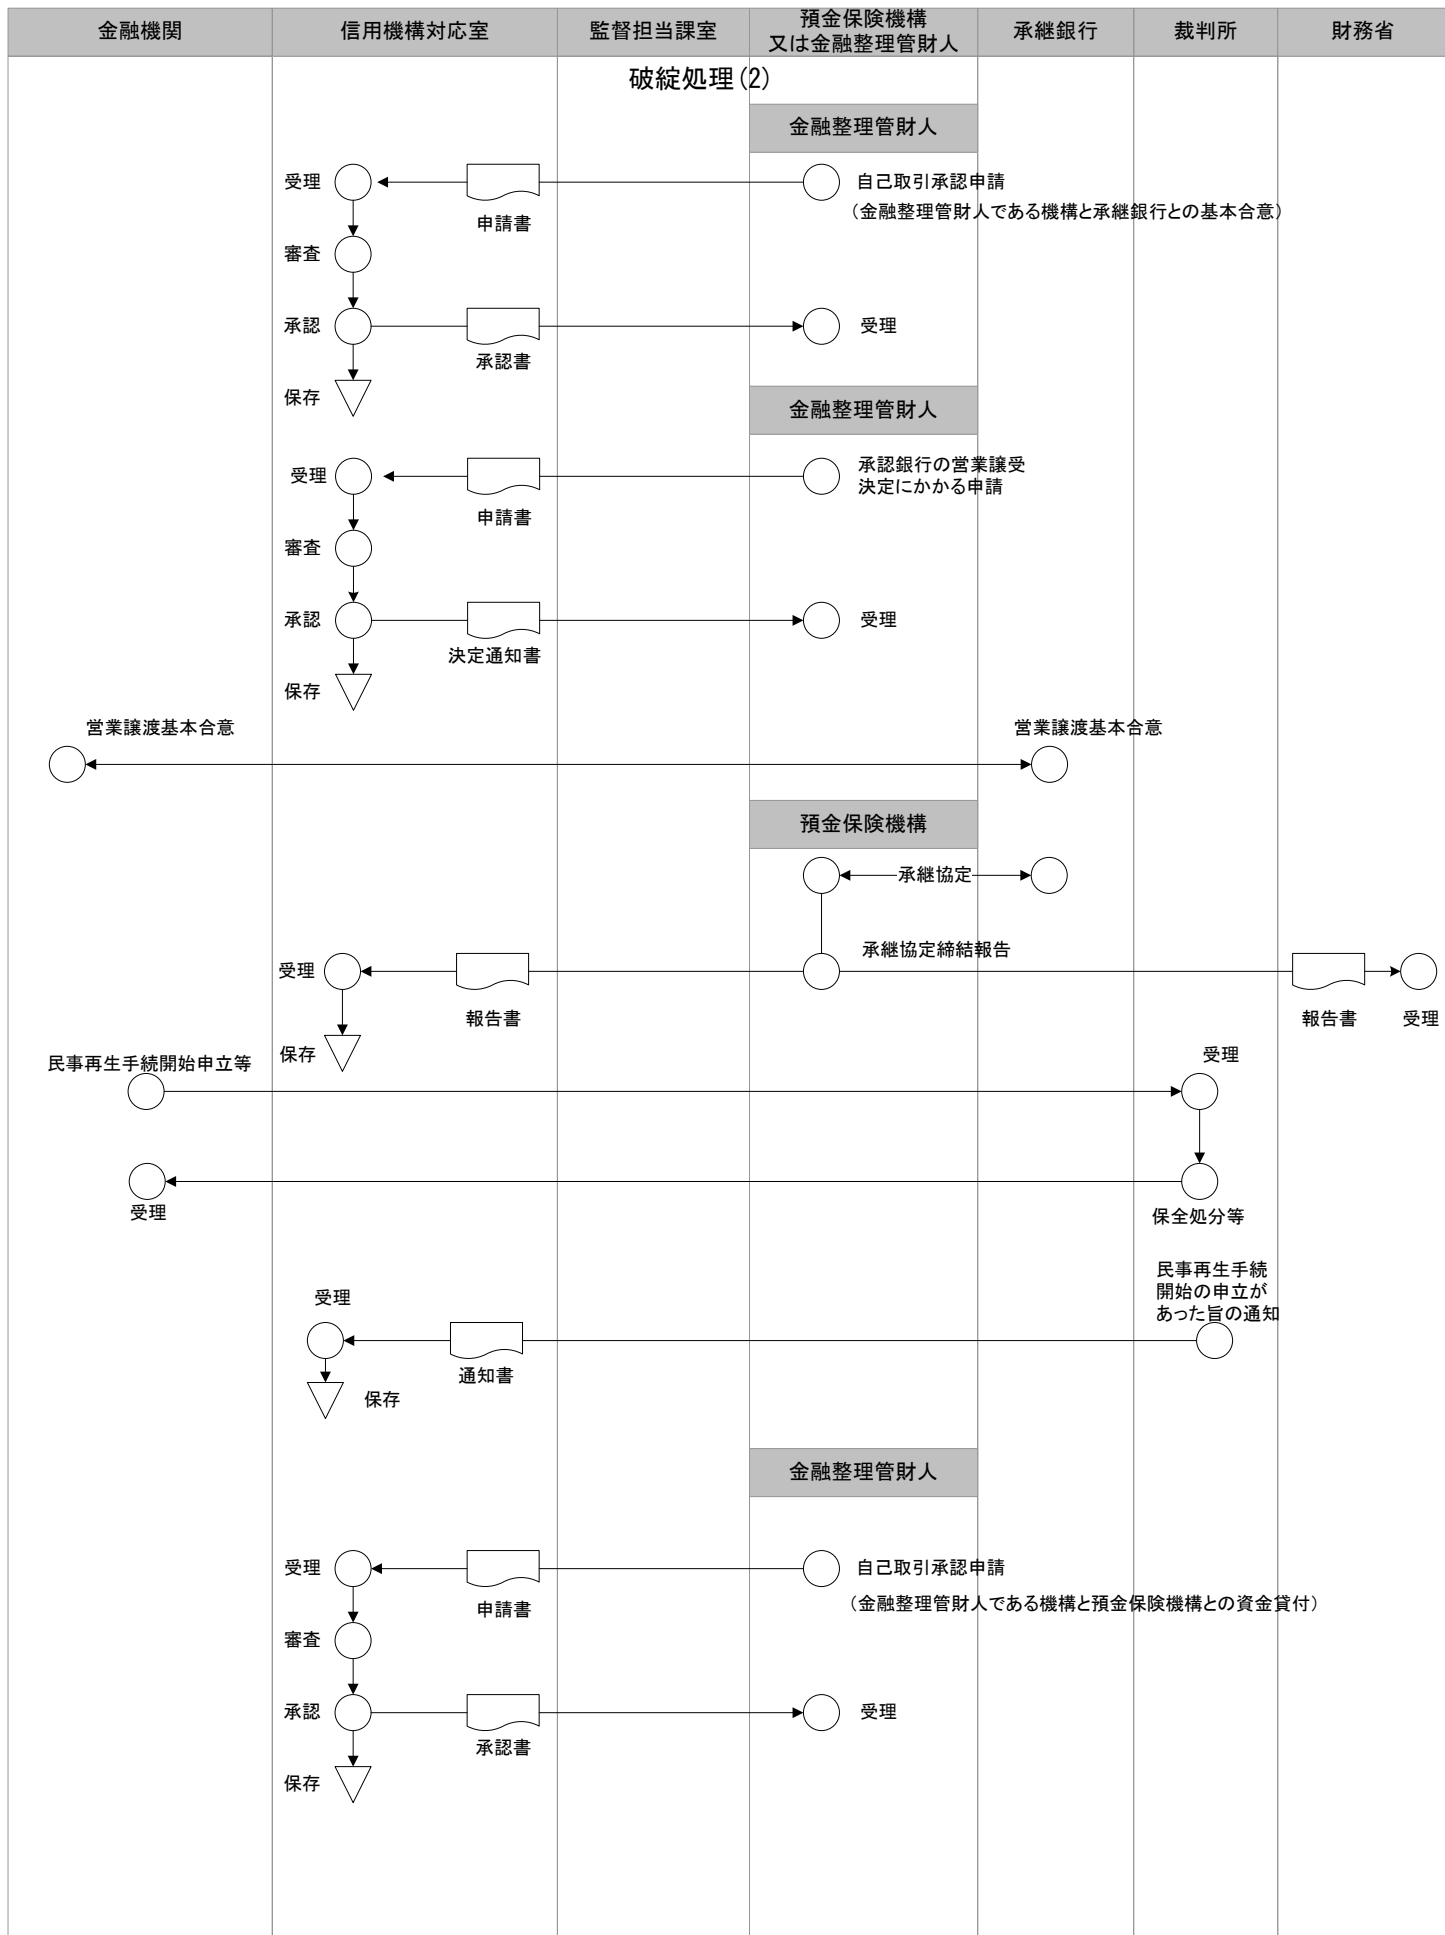 金融機関
信用機構対応室
監督担当課室
預金保険機構
又は金融整理管財人
承継銀行
裁判所
財務省
破綻処理(2)
金融整理管財人
受理
申請書
自己取引承認申請
（金融整理管財人である機構と承継銀行との基本合意）
審査
承認
承認書
受理
保存
金融整理管財人
受理
申請書
承認銀行の営業譲受
決定にかかる申請
審査
承認
決定通知書
受理
保存
営業譲渡基本合意
営業譲渡基本合意
預金保険機構
承継協定
承継協定締結報告
受理
報告書
報告書
受理
保存
民事再生手続開始申立等
受理
受理
保全処分等
民事再生手続
開始の申立が
あった旨の通知
受理
通知書
保存
金融整理管財人
受理
申請書
自己取引承認申請
（金融整理管財人である機構と預金保険機構との資金貸付）
審査
承認
承認書
受理
保存